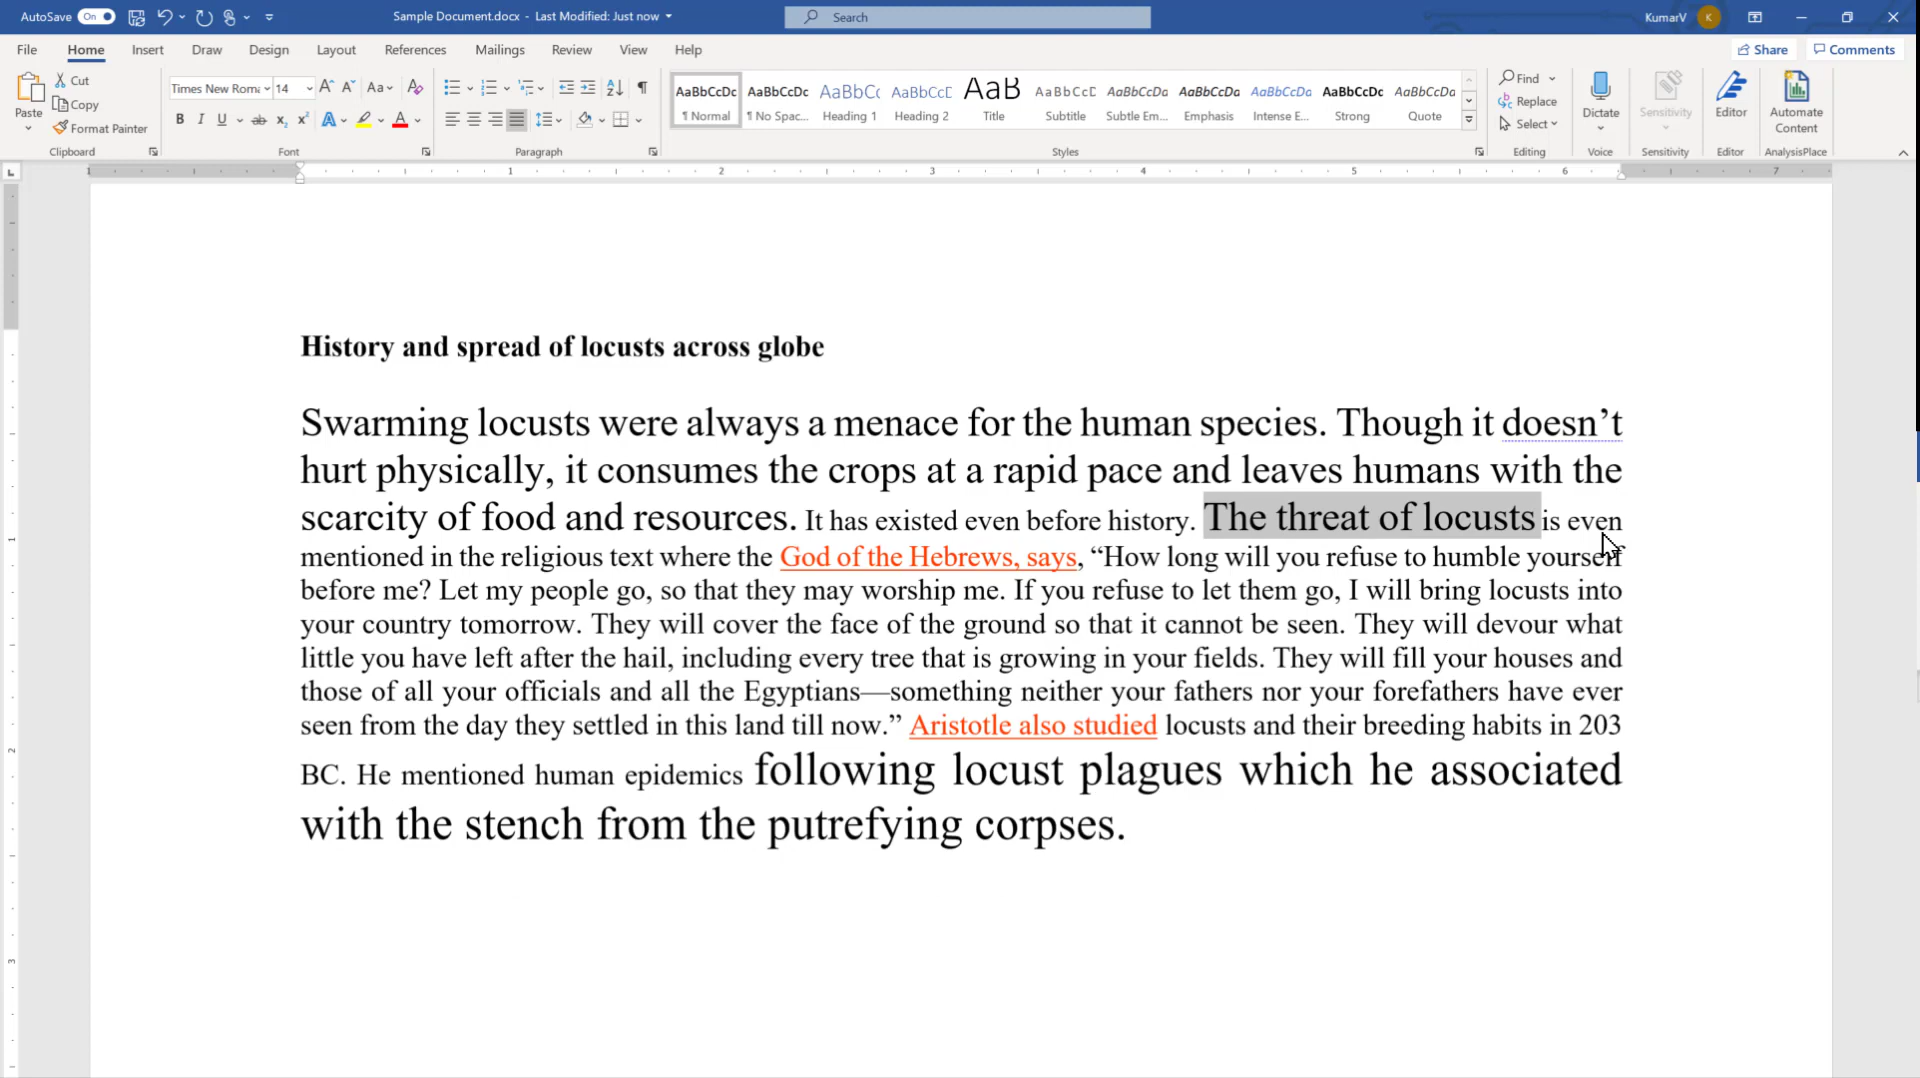 AutoSave On Sample Document.docx - Last Modified: Just now Search KumarV K
File Home Insert Draw Design Layout References Mailings Review View Help Share Comments
Paste Cut Copy Format Painter
Clipboard
Times New Roma 14
Font
Paragraph
AaBbCcDc AaBbCcDc AaBbCc AaBbCcD AaB AaBbCcD AaBbCcDa AaBbCcDa AaBbCcDa AaBbCcDc AaBbCcDa
¶ Normal ¶ No Spac... Heading 1 Heading 2 Title Subtitle Subtle Em... Emphasis Intense E... Strong Quote
Styles
Find
Replace
Select
Editing
Dictate
Voice
Sensitivity
Sensitivity
Editor
Editor
Automate
Content
AnalysisPlace
1 1 2 3 4 5 6 7
History and spread of locusts across globe
Swarming locusts were always a menace for the human species. Though it doesn’t
hurt physically, it consumes the crops at a rapid pace and leaves humans with the
scarcity of food and resources. It has existed even before history. The threat of locusts is even
mentioned in the religious text where the God of the Hebrews, says, “How long will you refuse to humble yourself
before me? Let my people go, so that they may worship me. If you refuse to let them go, I will bring locusts into
your country tomorrow. They will cover the face of the ground so that it cannot be seen. They will devour what
little you have left after the hail, including every tree that is growing in your fields. They will fill your houses and
those of all your officials and all the Egyptians—something neither your fathers nor your forefathers have ever
seen from the day they settled in this land till now.” Aristotle also studied locusts and their breeding habits in 203
BC. He mentioned human epidemics following locust plagues which he associated
with the stench from the putrefying corpses.
1
2
3